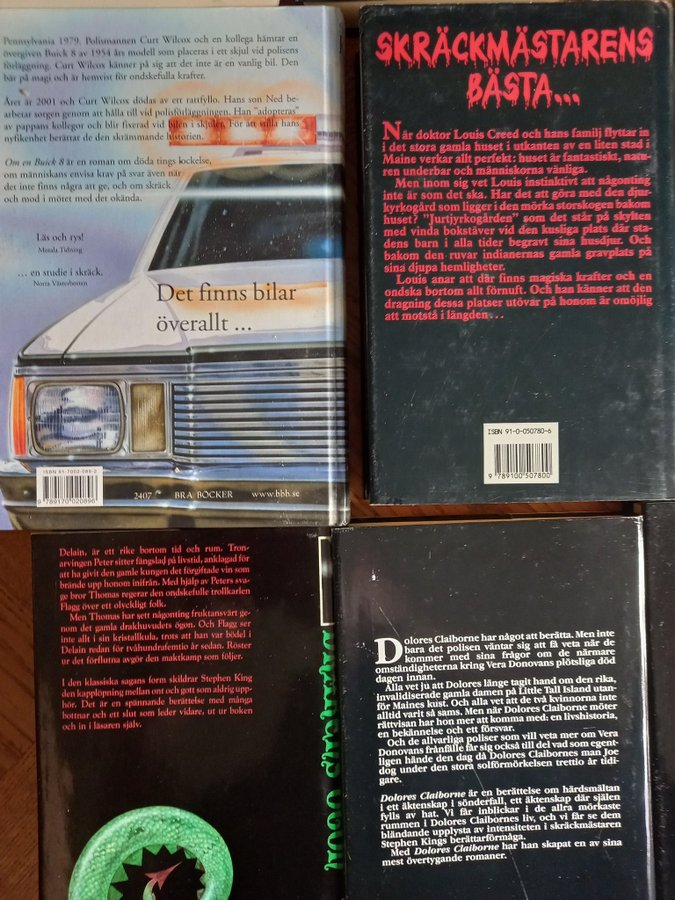 Pennsylvania 1979. Polismannen Curt Wilcox och en kollega hämtar en
övergiven Buick 8 av 1954 års modell som placeras i ett skjul vid polisens
förläggning. Curt Wilcox känner på sig att det inte är en vanlig bil. Den
bär på magi och är hemvist för ondskefulla krafter.
Året är 2001 och Curt Wilcox dödas av ett rattfyllo. Hans son Ned be-
arbetar sorgen genom att hålla till vid polisförläggningen. Han "adopteras"
av pappans kollegor och blir fixerad vid bilen i skjulet. För att stilla hans
nyfikenhet berättar de den skrämmande historien.
Om en Buick 8 är en roman om döda tings lockelse,
om människans envisa krav på svar även när
det inte finns några att ge, och om skräck
och mod i mötet med det okända.
Läs och rys!
Motala Tidning
... en studie i skräck.
Norra Västerbotten
Det finns bilar
överallt ...
ISBN 91-7002-089-2
9 789170 020896
2407 BRA BÖCKER www.bbb.se
SKRÄCKMÄSTARENS
BÄSTA...
När doktor Louis Creed och hans familj flyttar in
i det stora gamla huset i utkanten av en liten stad i
Maine verkar allt perfekt: huset är fantastiskt, natu-
ren underbar och människorna vänliga.
Men inom sig vet Louis instinktivt att någonting
inte är som det ska. Har det att göra med den djur-
kyrkogård som ligger i den mörka storskogen bakom
huset? "Jurtjyrkogården" som det står på skylten
med vinda bokstäver vid den kusliga plats där sta-
dens barn i alla tider begravt sina husdjur. Och
bakom den ruvar indianernas gamla gravplats på
sina djupa hemligheter.
Louis anar att där finns magiska krafter och en
ondska bortom allt förnuft. Och han känner att den
dragning dessa platser utövar på honom är omöjlig
att motstå i längden...
ISBN 91-0-050780-6
9 789100 507800
Delain, är ett rike bortom tid och rum. Tron-
arvingen Peter sitter fängslad på livstid, anklagad för
att ha givit den gamle kungen det förgiftade vin som
brände upp honom inifrån. Med hjälp av Peters sva-
ge bror Thomas regerar den ondskefulle trollkarlen
Flagg över ett olyckligt folk.
Men Thomas har sett någonting fruktansvärt ge-
nom det gamla drakhuvudets ögon. Och Flagg ser
inte allt i sin kristallkula, trots att han var bödel i
Delain redan för tvåhundrafemtio år sedan. Röster
ur det förflutna avgör den maktkamp som följer.
I den klassiska sagans form skildrar Stephen King
den kapplöpning mellan ont och gott som aldrig upp-
hör. Det är en spännande berättelse med många
bottnar och ett slut som leder vidare, ut ur boken
och in i läsaren själv.
Dolores Claiborne har något att berätta. Men inte
bara det polisen väntar sig att få veta när de
kommer med sina frågor om de närmare
omständigheterna kring Vera Donovans plötsliga död
dagen innan.
Alla vet ju att Dolores länge tagit hand om den rika,
invalidiserade gamla damen på Little Tall Island utan-
för Maines kust. Och alla vet att de två kvinnorna inte
alltid varit så sams. Men när Dolores Claiborne möter
rättvisan har hon mer att komma med: en livshistoria,
en bekännelse och ett försvar.
Och de allvarliga poliser som vill veta mer om Vera
Donovans frånfälle får sig också till del vad som egent-
ligen hände den dag då Dolores Claibornes man Joe
dog under den stora solförmörkelsen trettio år tidi-
gare.
Dolores Claiborne är en berättelse om härdsmältan
i ett äktenskap i sönderfall, ett äktenskap där själen
fylls av hat. Vi får inblickar i de allra mörkaste
rummen i Dolores Claibornes liv, och vi får se dem
bländande upplysta av intensiteten i skräckmästaren
Stephen Kings berättarförmåga.
Med Dolores Claiborne har han skapat en av sina
mest övertygande romaner.